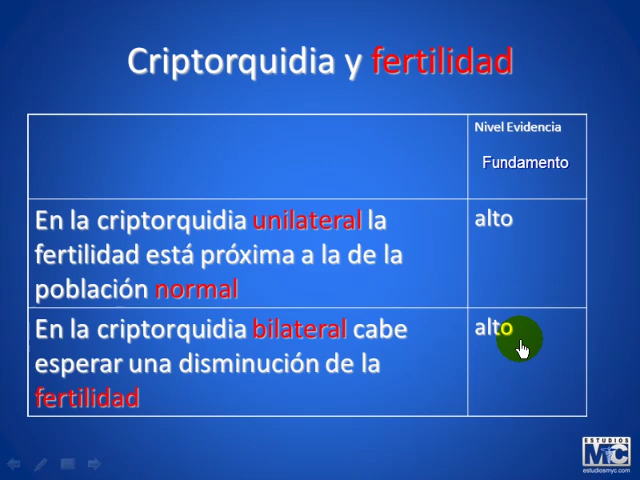 Criptorquidia y fertilidad
Nivel Evidencia
Fundamento
En la criptorquidia unilateral la
fertilidad está próxima a la de la
población normal
alto
En la criptorquidia bilateral cabe
esperar una disminución de la
fertilidad
alto
ESTUDIOS
MyC
estudiosmyc.com